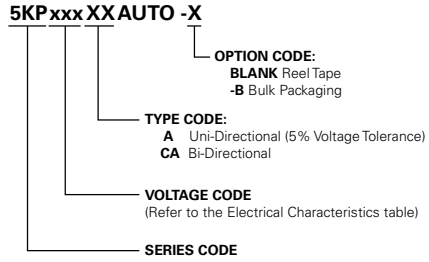 5KPxxxXXAUTO -X
OPTION CODE:
BLANK Reel Tape
-B Bulk Packaging
TYPE CODE:
A Uni-Directional (5% Voltage Tolerance)
CA Bi-Directional
VOLTAGE CODE
(Refer to the Electrical Characteristics table)
SERIES CODE